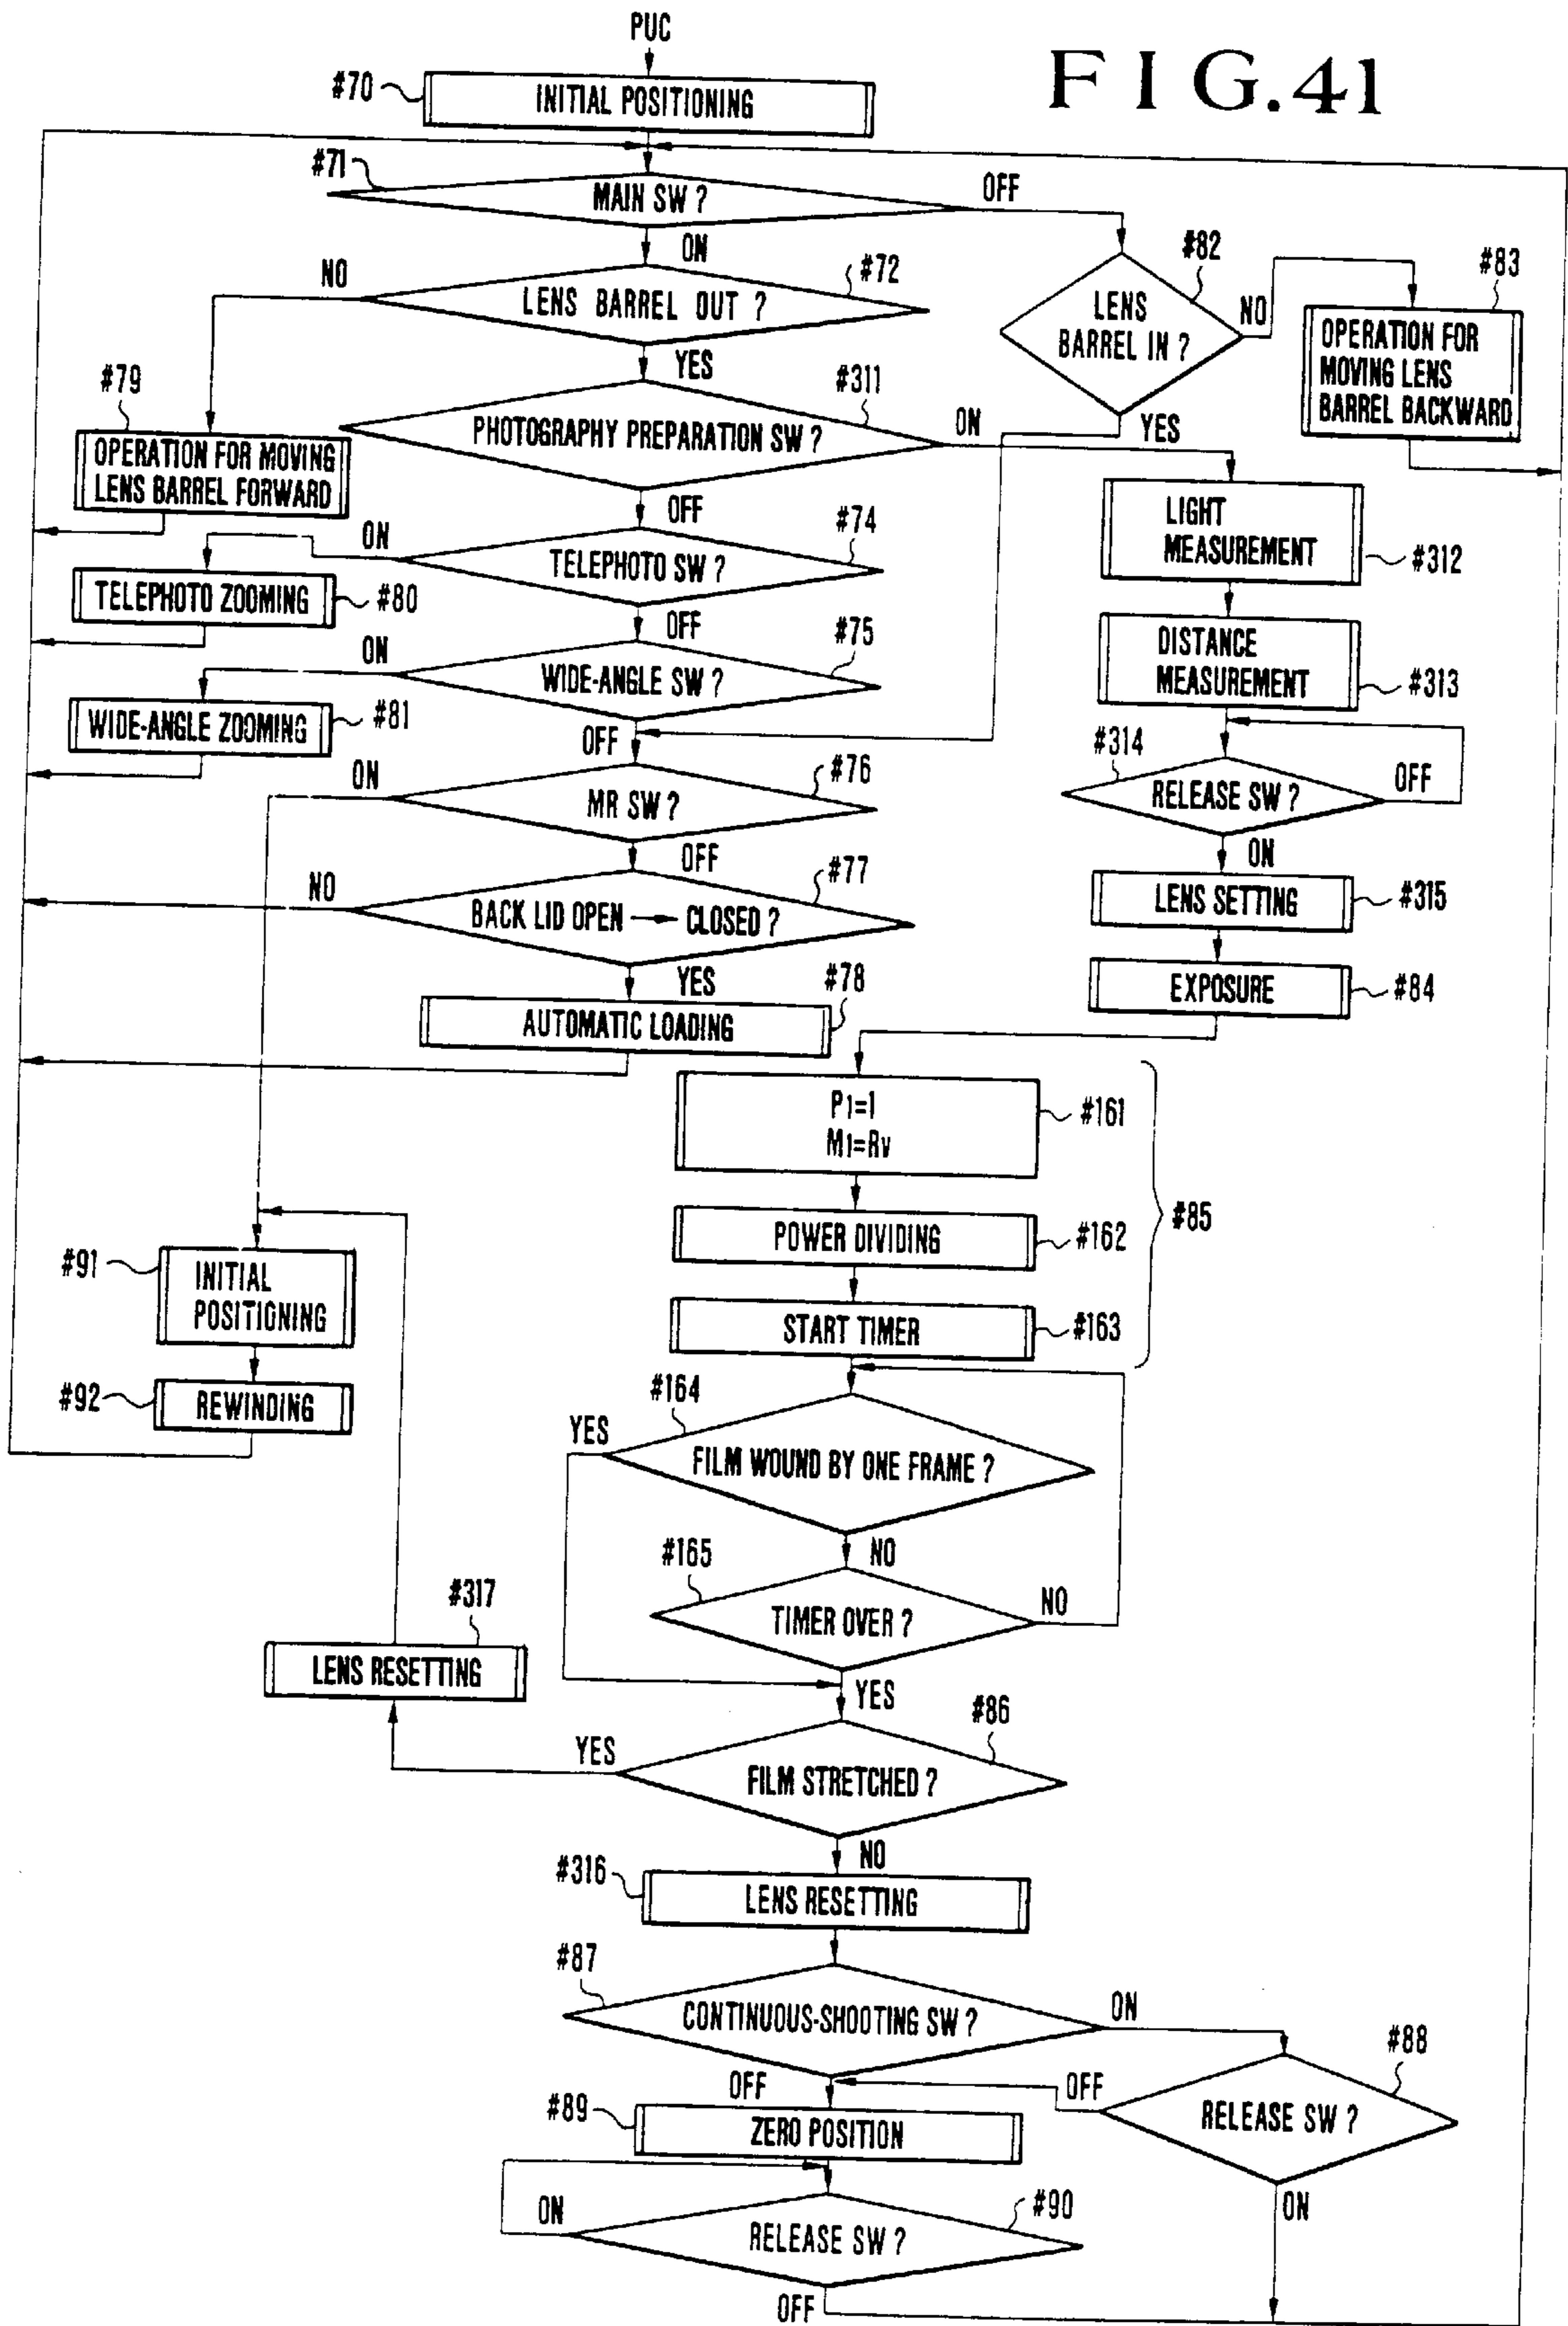 PUC
FIG.41
#70
INITIAL POSITIONING
#71
MAIN SW ?
OFF
ON
#82
#83
NO
#72
LENS BARREL OUT ?
LENS
BARREL IN ?
NO
OPERATION FOR
MOVING LENS
BARREL BACKWARD
YES
#79
#311
PHOTOGRAPHY PREPARATION SW ?
ON
YES
OPERATION FOR MOVING
LENS BARREL FORWARD
OFF
LIGHT
MEASUREMENT
#312
ON
#74
TELEPHOTO SW ?
TELEPHOTO ZOOMING
#80
OFF
DISTANCE
MEASUREMENT
#313
ON
#75
WIDE-ANGLE SW ?
WIDE-ANGLE ZOOMING
#81
OFF
#314
RELEASE SW ?
OFF
ON
ON
#76
MR SW ?
OFF
#77
NO
BACK LID OPEN → CLOSED ?
LENS SETTING
#315
YES
#78
AUTOMATIC LOADING
EXPOSURE
#84
P1=1
M1=Rv
#161
#85
POWER DIVIDING
#162
#91
INITIAL
POSITIONING
START TIMER
#163
#92
REWINDING
#164
YES
FILM WOUND BY ONE FRAME ?
NO
#165
TIMER OVER ?
NO
#317
LENS RESETTING
YES
#86
YES
FILM STRETCHED ?
NO
#316
LENS RESETTING
#87
CONTINUOUS-SHOOTING SW ?
ON
#88
OFF
OFF
RELEASE SW ?
#89
ZERO POSITION
ON
ON
#90
RELEASE SW ?
OFF